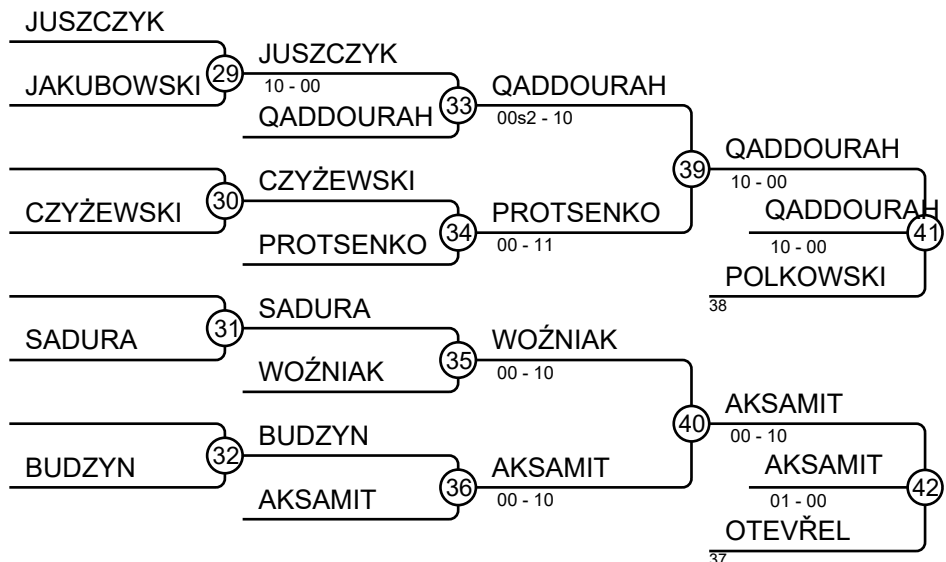 JUSZCZYK
JAKUBOWSKI
29
JUSZCZYK
10 - 00
QADDOURAH
33
QADDOURAH
00s2 - 10
CZYŻEWSKI
30
CZYŻEWSKI
PROTSENKO
34
PROTSENKO
00 - 11
39
QADDOURAH
10 - 00
QADDOURAH
10 - 00
41
POLKOWSKI
38
SADURA
31
SADURA
WOŹNIAK
35
WOŹNIAK
00 - 10
BUDZYN
32
BUDZYN
AKSAMIT
36
AKSAMIT
00 - 10
40
AKSAMIT
00 - 10
AKSAMIT
01 - 00
42
OTEVŘEL
37